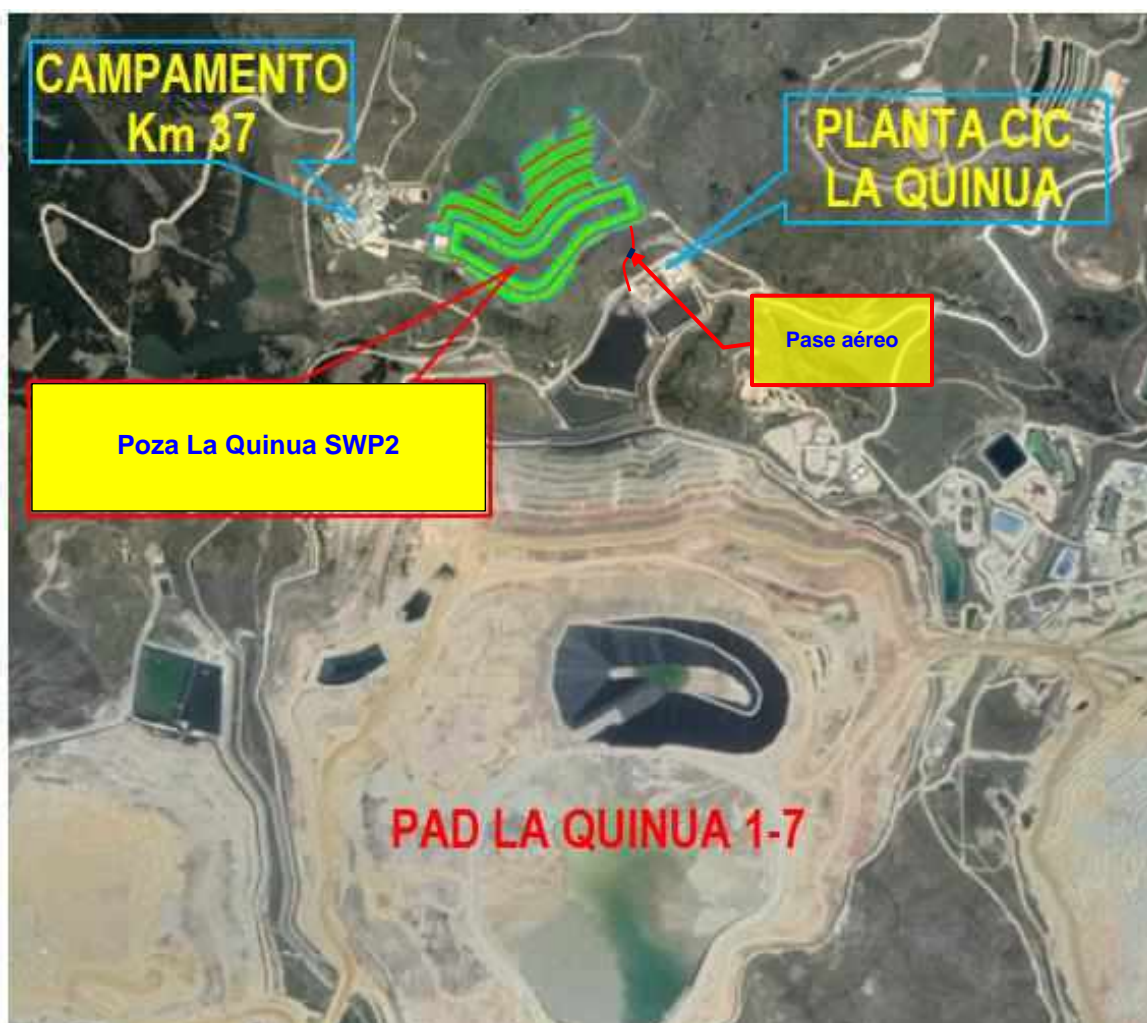 CAMPAMENTO
Km 37
PLANTA CIC
LA QUINUA
Pase aéreo
Poza La Quinua SWP2
PAD LA QUINUA 1-7